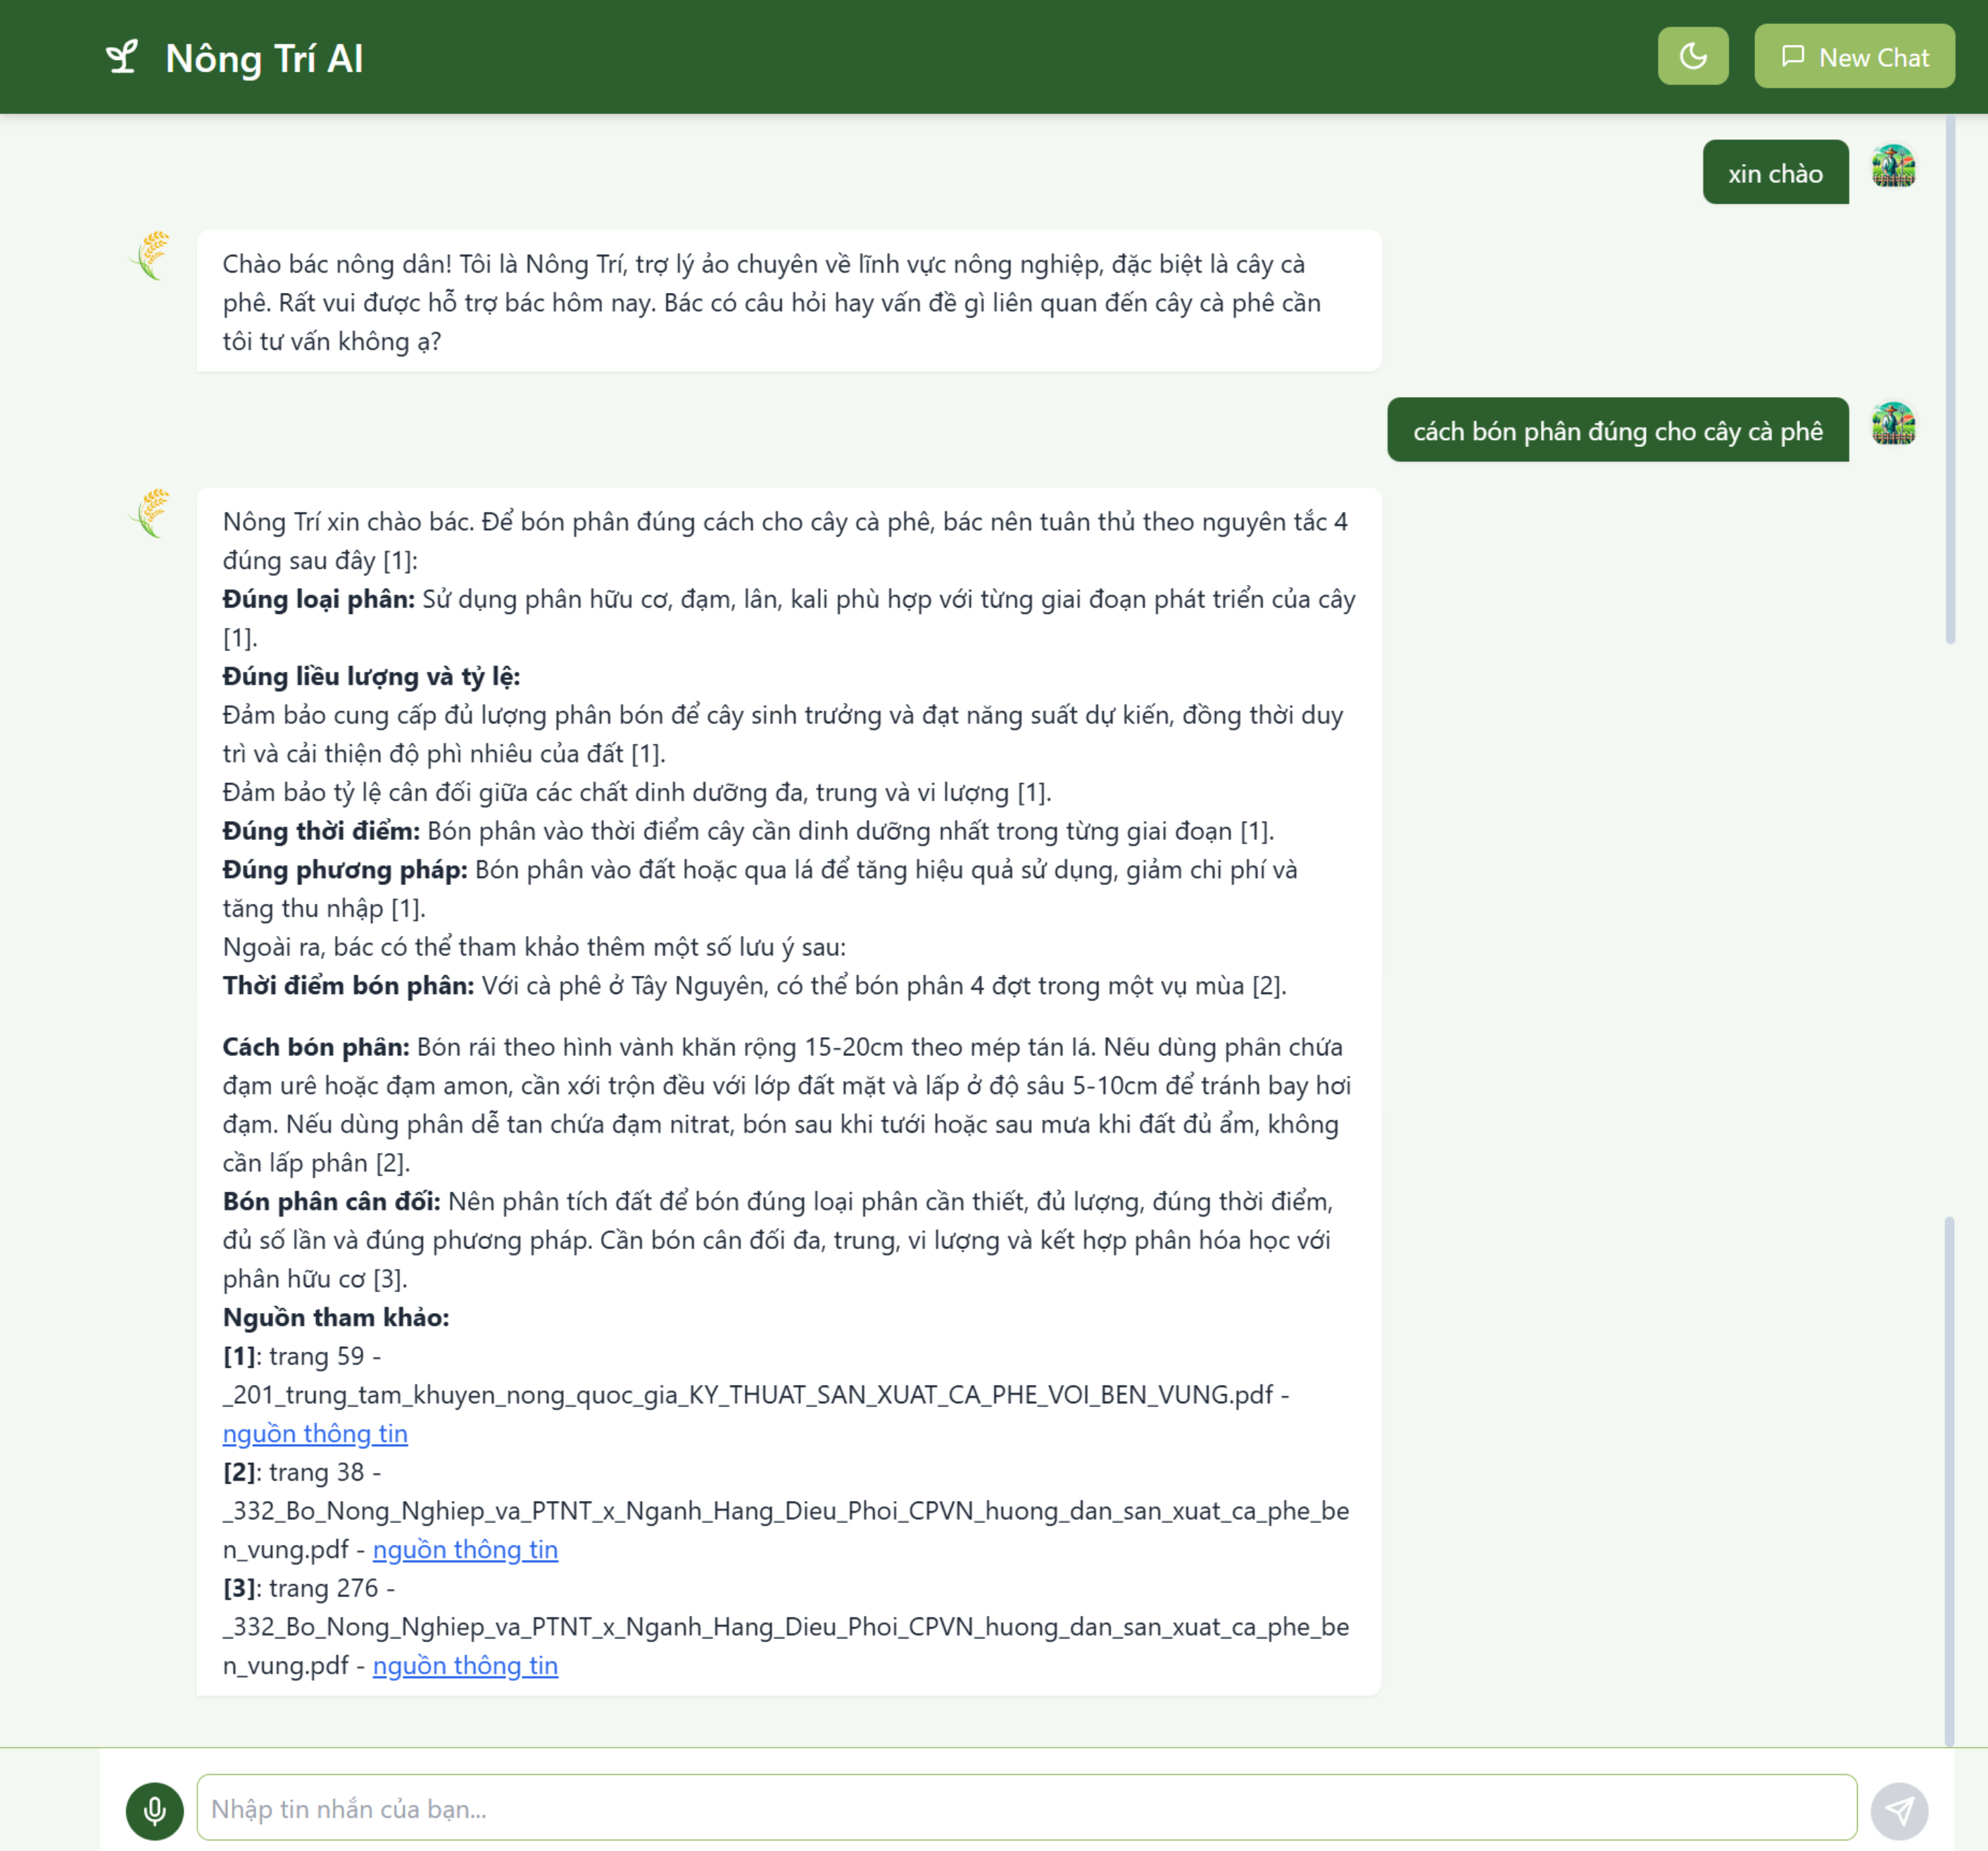 Nông Trí AI
New Chat
xin chào
Chào bác nông dân! Tôi là Nông Trí, trợ lý ảo chuyên về lĩnh vực nông nghiệp, đặc biệt là cây cà
phê. Rất vui được hỗ trợ bác hôm nay. Bác có câu hỏi hay vấn đề gì liên quan đến cây cà phê cần
tôi tư vấn không ạ?
cách bón phân đúng cho cây cà phê
Nông Trí xin chào bác. Để bón phân đúng cách cho cây cà phê, bác nên tuân thủ theo nguyên tắc 4
đúng sau đây [1]:
Đúng loại phân: Sử dụng phân hữu cơ, đạm, lân, kali phù hợp với từng giai đoạn phát triển của cây
[1].
Đúng liều lượng và tỷ lệ:
Đảm bảo cung cấp đủ lượng phân bón để cây sinh trưởng và đạt năng suất dự kiến, đồng thời duy
trì và cải thiện độ phì nhiêu của đất [1].
Đảm bảo tỷ lệ cân đối giữa các chất dinh dưỡng đa, trung và vi lượng [1].
Đúng thời điểm: Bón phân vào thời điểm cây cần dinh dưỡng nhất trong từng giai đoạn [1].
Đúng phương pháp: Bón phân vào đất hoặc qua lá để tăng hiệu quả sử dụng, giảm chi phí và
tăng thu nhập [1].
Ngoài ra, bác có thể tham khảo thêm một số lưu ý sau:
Thời điểm bón phân: Với cà phê ở Tây Nguyên, có thể bón phân 4 đợt trong một vụ mùa [2].
Cách bón phân: Bón rái theo hình vành khăn rộng 15-20cm theo mép tán lá. Nếu dùng phân chứa
đạm urê hoặc đạm amon, cần xới trộn đều với lớp đất mặt và lấp ở độ sâu 5-10cm để tránh bay hơi
đạm. Nếu dùng phân dễ tan chứa đạm nitrat, bón sau khi tưới hoặc sau mưa khi đất đủ ẩm, không
cần lấp phân [2].
Bón phân cân đối: Nên phân tích đất để bón đúng loại phân cần thiết, đủ lượng, đúng thời điểm,
đủ số lần và đúng phương pháp. Cần bón cân đối đa, trung, vi lượng và kết hợp phân hóa học với
phân hữu cơ [3].
Nguồn tham khảo:
[1]: trang 59 -
_201_trung_tam_khuyen_nong_quoc_gia_KY_THUAT_SAN_XUAT_CA_PHE_VOI_BEN_VUNG.pdf -
nguồn thông tin
[2]: trang 38 -
_332_Bo_Nong_Nghiep_va_PTNT_x_Nganh_Hang_Dieu_Phoi_CPVN_huong_dan_san_xuat_ca_phe_be
n_vung.pdf - nguồn thông tin
[3]: trang 276 -
_332_Bo_Nong_Nghiep_va_PTNT_x_Nganh_Hang_Dieu_Phoi_CPVN_huong_dan_san_xuat_ca_phe_be
n_vung.pdf - nguồn thông tin
Nhập tin nhắn của bạn...